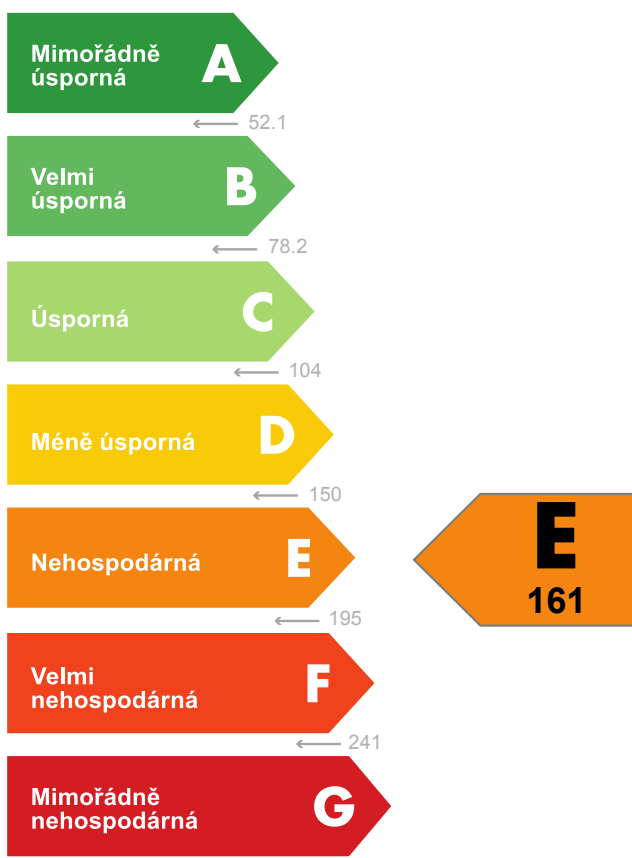 Mimořádně
úsporná
A
52.1
Velmi
úsporná
B
78.2
Úsporná
C
104
Méně úsporná
D
150
Nehospodárná
E
E
161
195
Velmi
nehospodárná
F
241
Mimořádně
nehospodárná
G